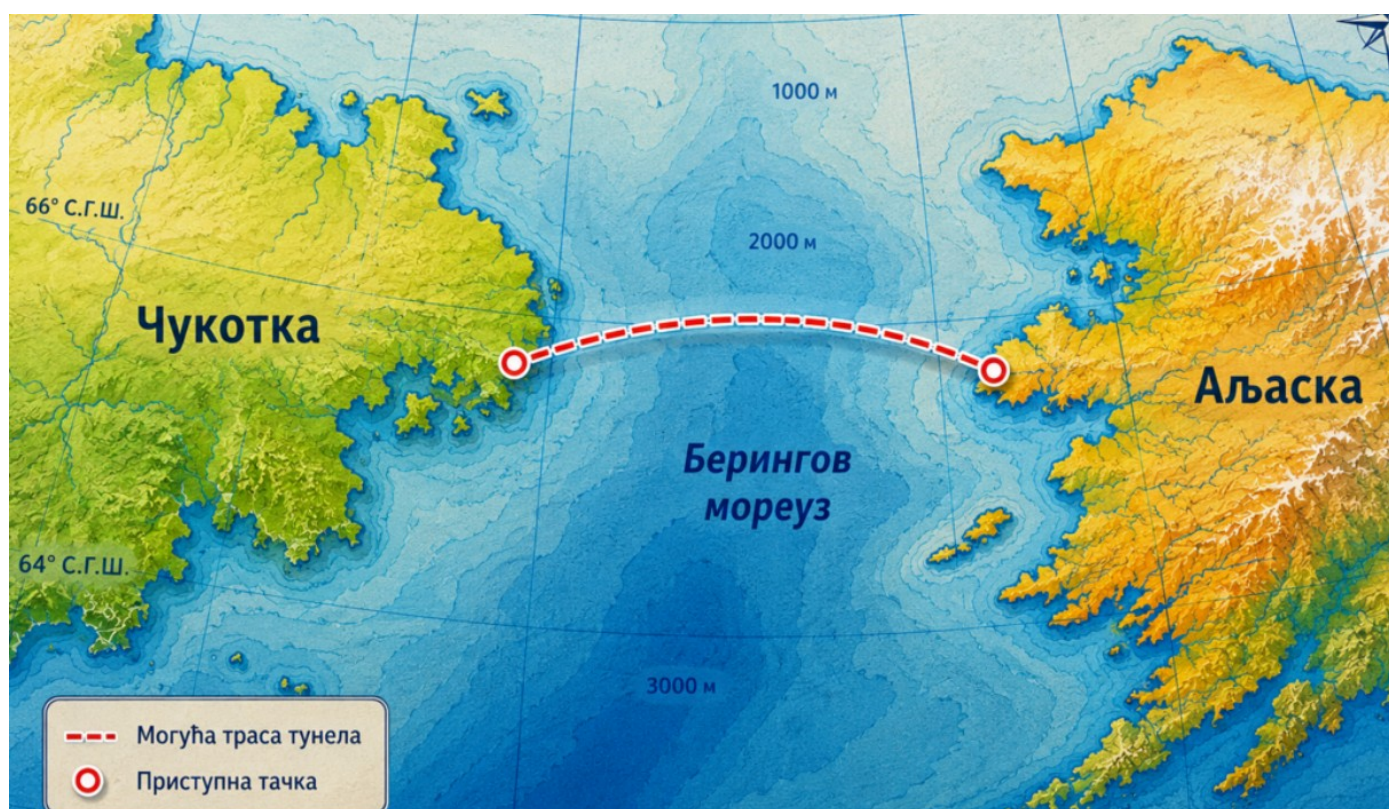 1000 м
66° С.Г.Ш.
2000 м
Чукотка
Аљаска
Берингов
мореуз
64° С.Г.Ш.
3000 м
Могућа траса тунела
Приступна тачка